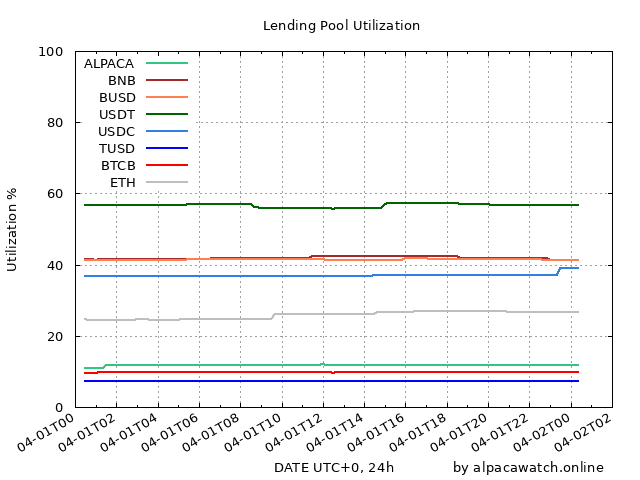 Lending Pool Utilization
100
80
60
40
20
0
Utilization %
ALPACA
BNB
BUSD
USDT
USDC
TUSD
BTCB
ETH
04-01T00
04-01T02
04-01T04
04-01T06
04-01T08
04-01T10
04-01T12
04-01T14
04-01T16
04-01T18
04-01T20
04-01T22
04-02T00
04-02T02
DATE UTC+0, 24h
by alpacawatch.online